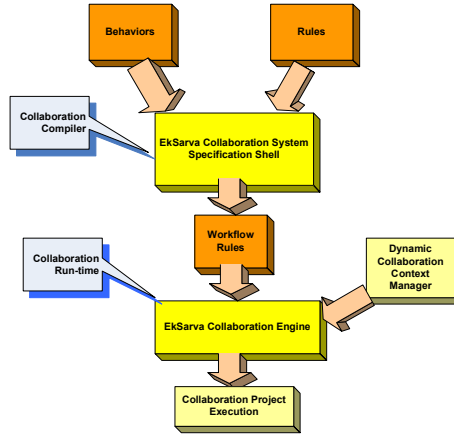 Behaviors
Rules
Collaboration
Compiler
EkSarva Collaboration System
Specification Shell
Workflow
Rules
Collaboration
Run-time
Dynamic
Collaboration
Context
Manager
EkSarva Collaboration Engine
Collaboration Project
Execution